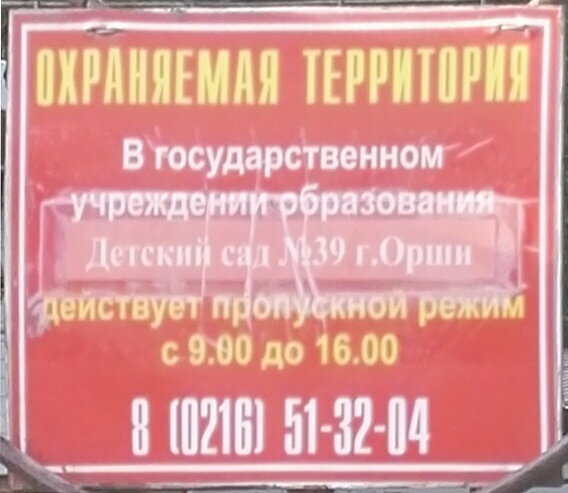 ОХРАНЯЕМАЯ ТЕРРИТОРИЯ
В государственном
учреждении образования
Детский сад №39 г.Орши
действует пропускной режим
с 9.00 до 16.00
8 (0216) 51-32-04